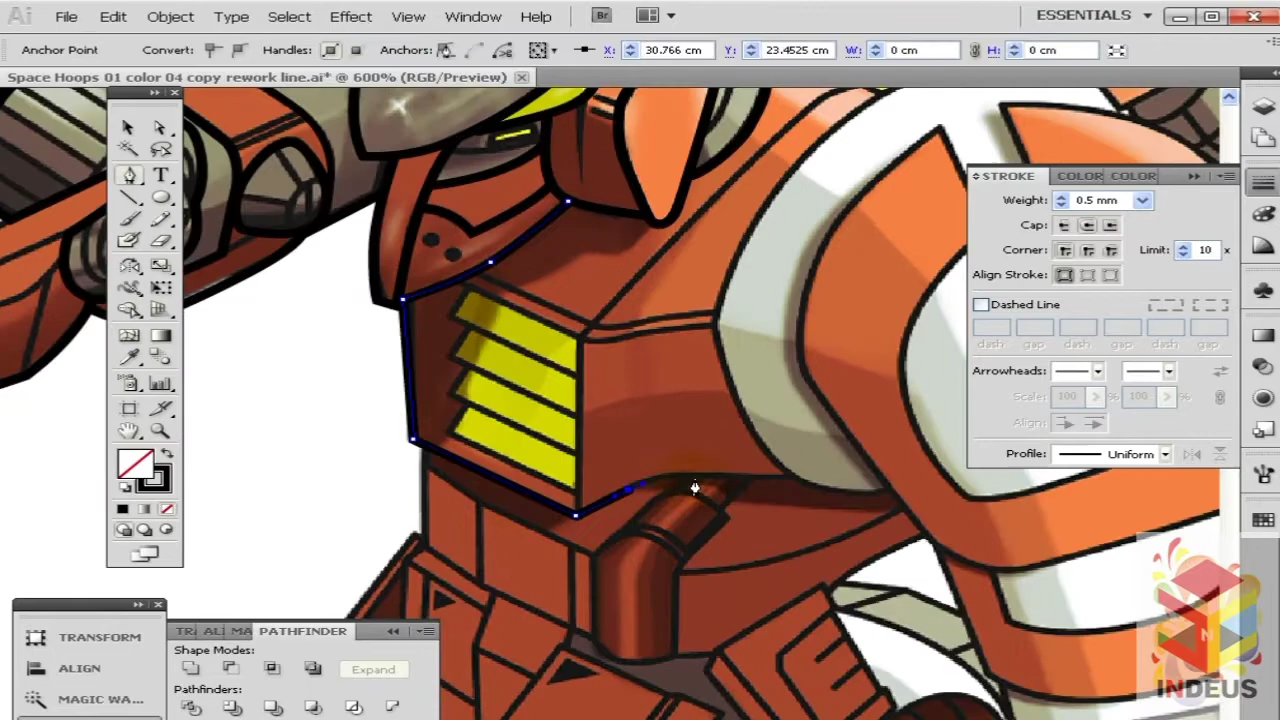 Ai File Edit Object Type Select Effect View Window Help Br ESSENTIALS
Anchor Point Convert: Handles: Anchors: X: 30.766 cm Y: 23.4525 cm W: 0 cm H: 0 cm
Space Hoops 01 color 04 copy rework line.ai* @ 600% (RGB/Preview)
STROKE COLOR COLOR
Weight: 0.5 mm
Cap:
Corner: Limit: 10 x
Align Stroke:
Dashed Line
dash gap dash gap dash gap
Arrowheads:
Scale: 100 % 100 %
Align:
Profile: Uniform
TRANSFORM
ALIGN
MAGIC WA...
TR ALI MA PATHFINDER
Shape Modes:
Expand
Pathfinders:
N
INDEUS